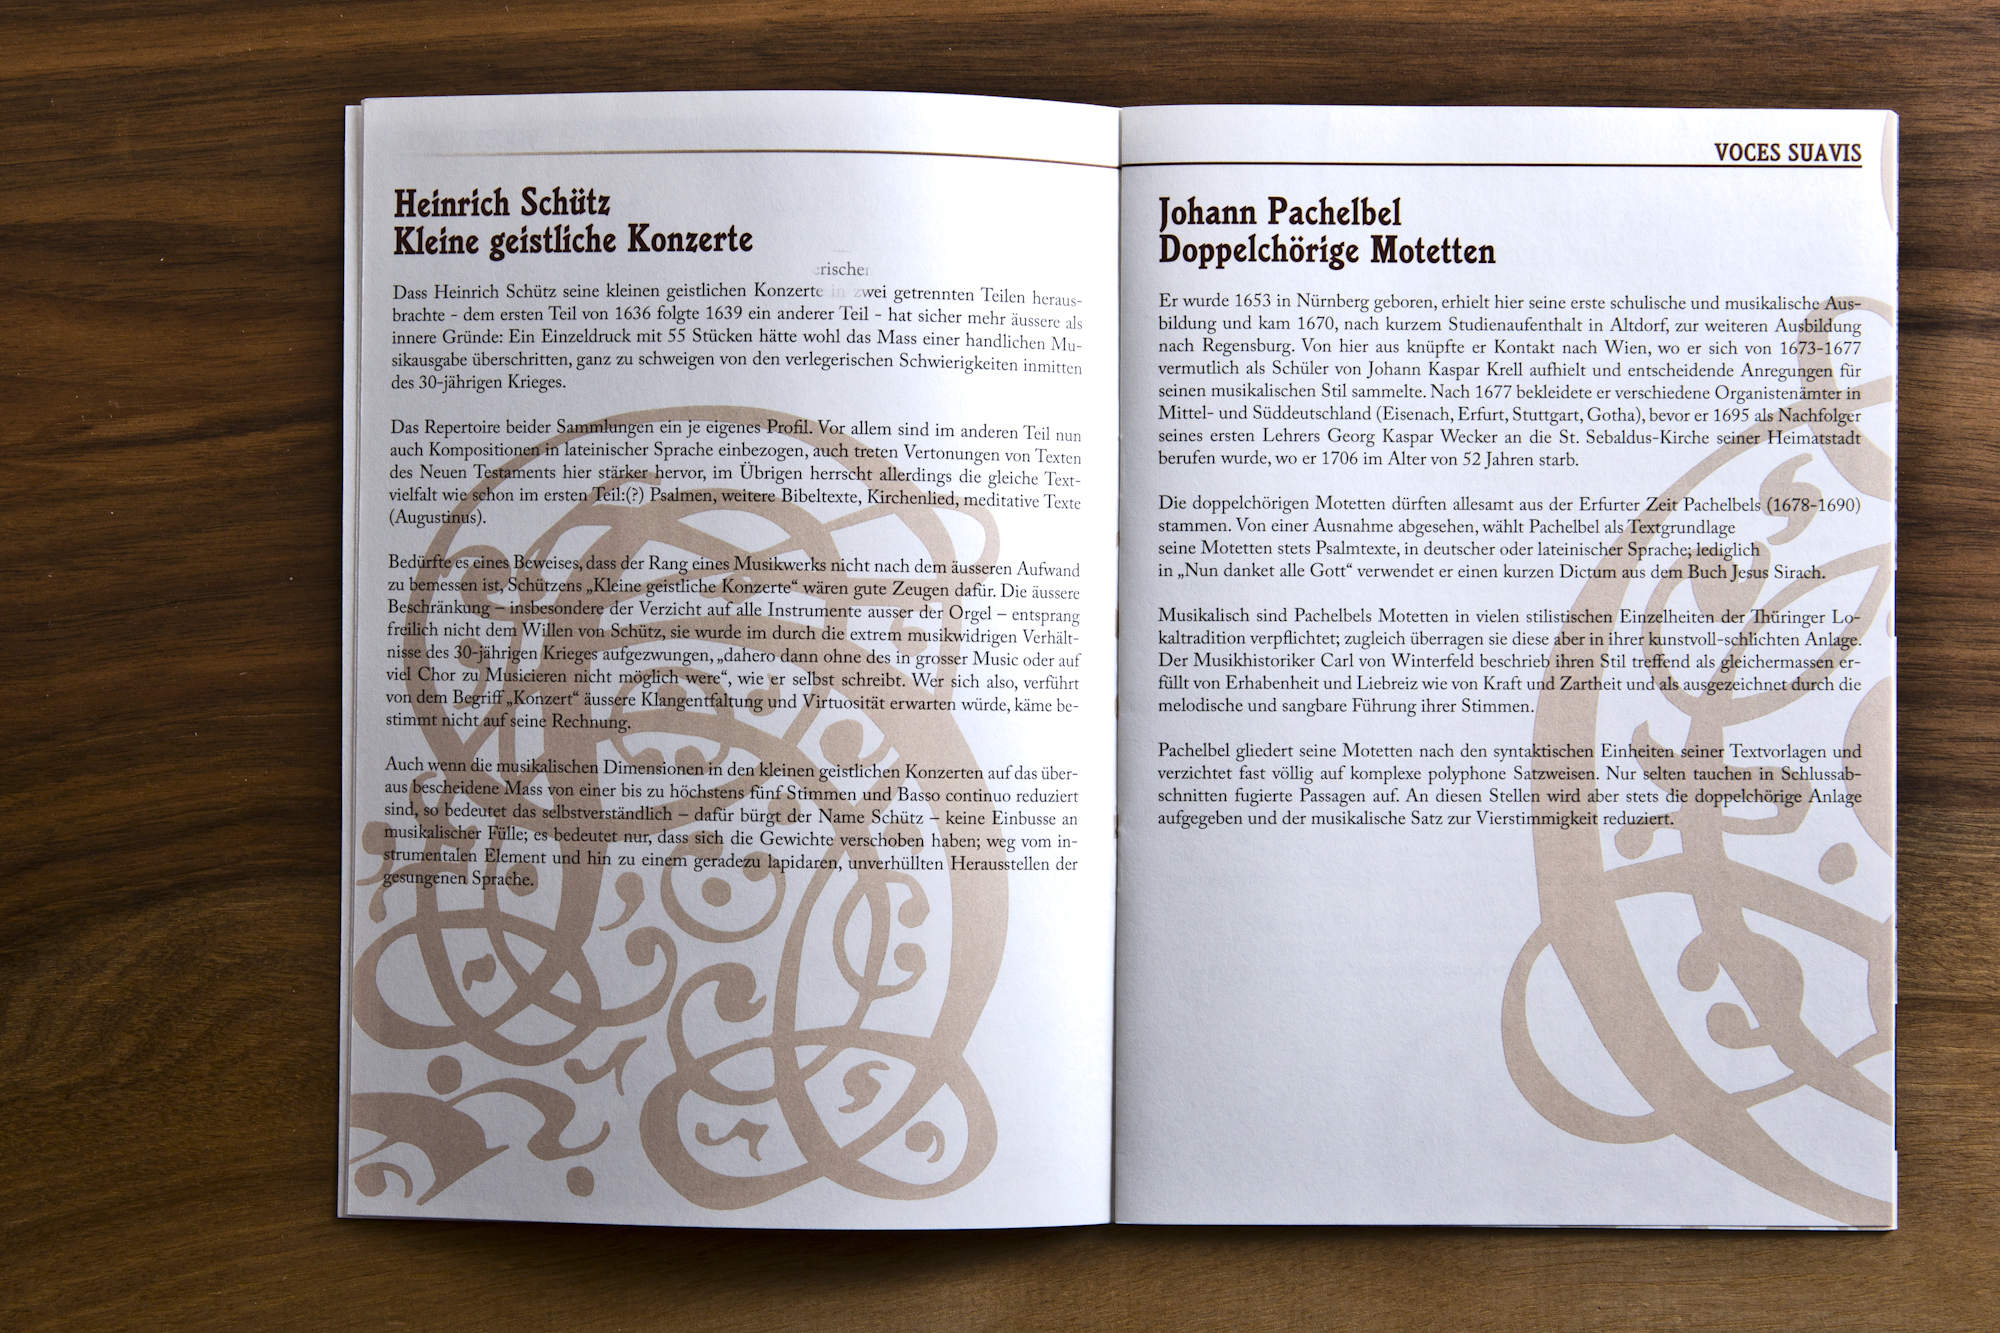 Heinrich Schütz
Kleine geistliche Konzerte
Dass Heinrich Schütz seine kleinen geistlichen Konzerte in zwei getrennten Teilen heraus-
brachte - dem ersten Teil von 1636 folgte 1639 ein anderer Teil - hat sicher mehr äussere als
innere Gründe: Ein Einzeldruck mit 55 Stücken hätte wohl das Mass einer handlichen Mu-
sikausgabe überschritten, ganz zu schweigen von den verlegerischen Schwierigkeiten inmitten
des 30-jährigen Krieges.
Das Repertoire beider Sammlungen ein je eigenes Profil. Vor allem sind im anderen Teil nun
auch Kompositionen in lateinischer Sprache einbezogen, auch treten Vertonungen von Texten
des Neuen Testaments hier stärker hervor, im Übrigen herrscht allerdings die gleiche Text-
vielfalt wie schon im ersten Teil:(?) Psalmen, weitere Bibeltexte, Kirchenlied, meditative Texte
(Augustinus).
Bedürfte es eines Beweises, dass der Rang eines Musikwerks nicht nach dem äusseren Aufwand
zu bemessen ist, Schützens „Kleine geistliche Konzerte“ wären gute Zeugen dafür. Die äussere
Beschränkung – insbesondere der Verzicht auf alle Instrumente ausser der Orgel – entsprang
freilich nicht dem Willen von Schütz, sie wurde im durch die extrem musikwidrigen Verhält-
nisse des 30-jährigen Krieges aufgezwungen, „dahero dann ohne des in grosser Music oder auf
viel Chor zu Musicieren nicht möglich were“, wie er selbst schreibt. Wer sich also, verführt
von dem Begriff „Konzert“ äussere Klangentfaltung und Virtuosität erwarten würde, käme be-
stimmt nicht auf seine Rechnung.
Auch wenn die musikalischen Dimensionen in den kleinen geistlichen Konzerten auf das über-
aus bescheidene Mass von einer bis zu höchstens fünf Stimmen und Basso continuo reduziert
sind, so bedeutet das selbstverständlich – dafür bürgt der Name Schütz – keine Einbusse an
musikalischer Fülle; es bedeutet nur, dass sich die Gewichte verschoben haben; weg vom in-
strumentalen Element und hin zu einem geradezu lapidaren, unverhüllten Herausstellen der
gesungenen Sprache.
VOCES SUAVIS
Johann Pachelbel
Doppelchörige Motetten
Er wurde 1653 in Nürnberg geboren, erhielt hier seine erste schulische und musikalische Aus-
bildung und kam 1670, nach kurzem Studienaufenthalt in Altdorf, zur weiteren Ausbildung
nach Regensburg. Von hier aus knüpfte er Kontakt nach Wien, wo er sich von 1673-1677
vermutlich als Schüler von Johann Kaspar Krell aufhielt und entscheidende Anregungen für
seinen musikalischen Stil sammelte. Nach 1677 bekleidete er verschiedene Organistenämter in
Mittel- und Süddeutschland (Eisenach, Erfurt, Stuttgart, Gotha), bevor er 1695 als Nachfolger
seines ersten Lehrers Georg Kaspar Wecker an die St. Sebaldus-Kirche seiner Heimatstadt
berufen wurde, wo er 1706 im Alter von 52 Jahren starb.
Die doppelchörigen Motetten dürften allesamt aus der Erfurter Zeit Pachelbels (1678-1690)
stammen. Von einer Ausnahme abgesehen, wählt Pachelbel als Textgrundlage
seine Motetten stets Psalmtexte, in deutscher oder lateinischer Sprache; lediglich
in „Nun danket alle Gott“ verwendet er einen kurzen Dictum aus dem Buch Jesus Sirach.
Musikalisch sind Pachelbels Motetten in vielen stilistischen Einzelheiten der Thüringer Lo-
kaltradition verpflichtet; zugleich überragen sie diese aber in ihrer kunstvoll-schlichten Anlage.
Der Musikhistoriker Carl von Winterfeld beschrieb ihren Stil treffend als gleichermassen er-
füllt von Erhabenheit und Liebreiz wie von Kraft und Zartheit und als ausgezeichnet durch die
melodische und sangbare Führung ihrer Stimmen.
Pachelbel gliedert seine Motetten nach den syntaktischen Einheiten seiner Textvorlagen und
verzichtet fast völlig auf komplexe polyphone Satzweisen. Nur selten tauchen in Schlussab-
schnitten fugierte Passagen auf. An diesen Stellen wird aber stets die doppelchörige Anlage
aufgegeben und der musikalische Satz zur Vierstimmigkeit reduziert.